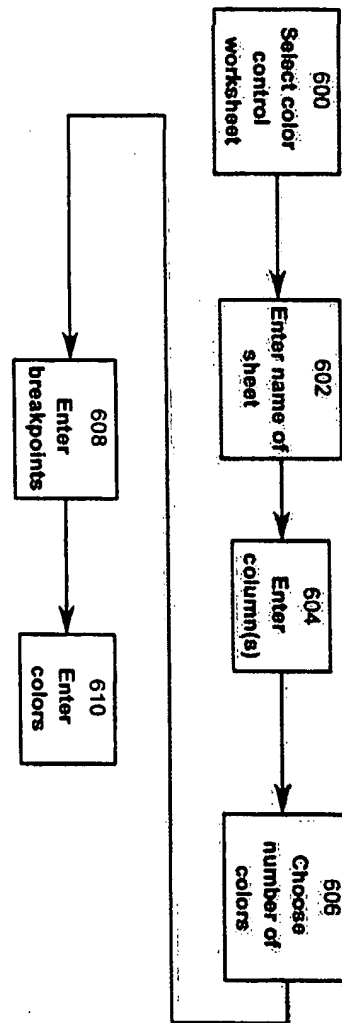 600
Select color
control
worksheet
602
Enter name of
sheet
604
Enter
column(s)
606
Choose
number of
colors
608
Enter
breakpoints
610
Enter
colors